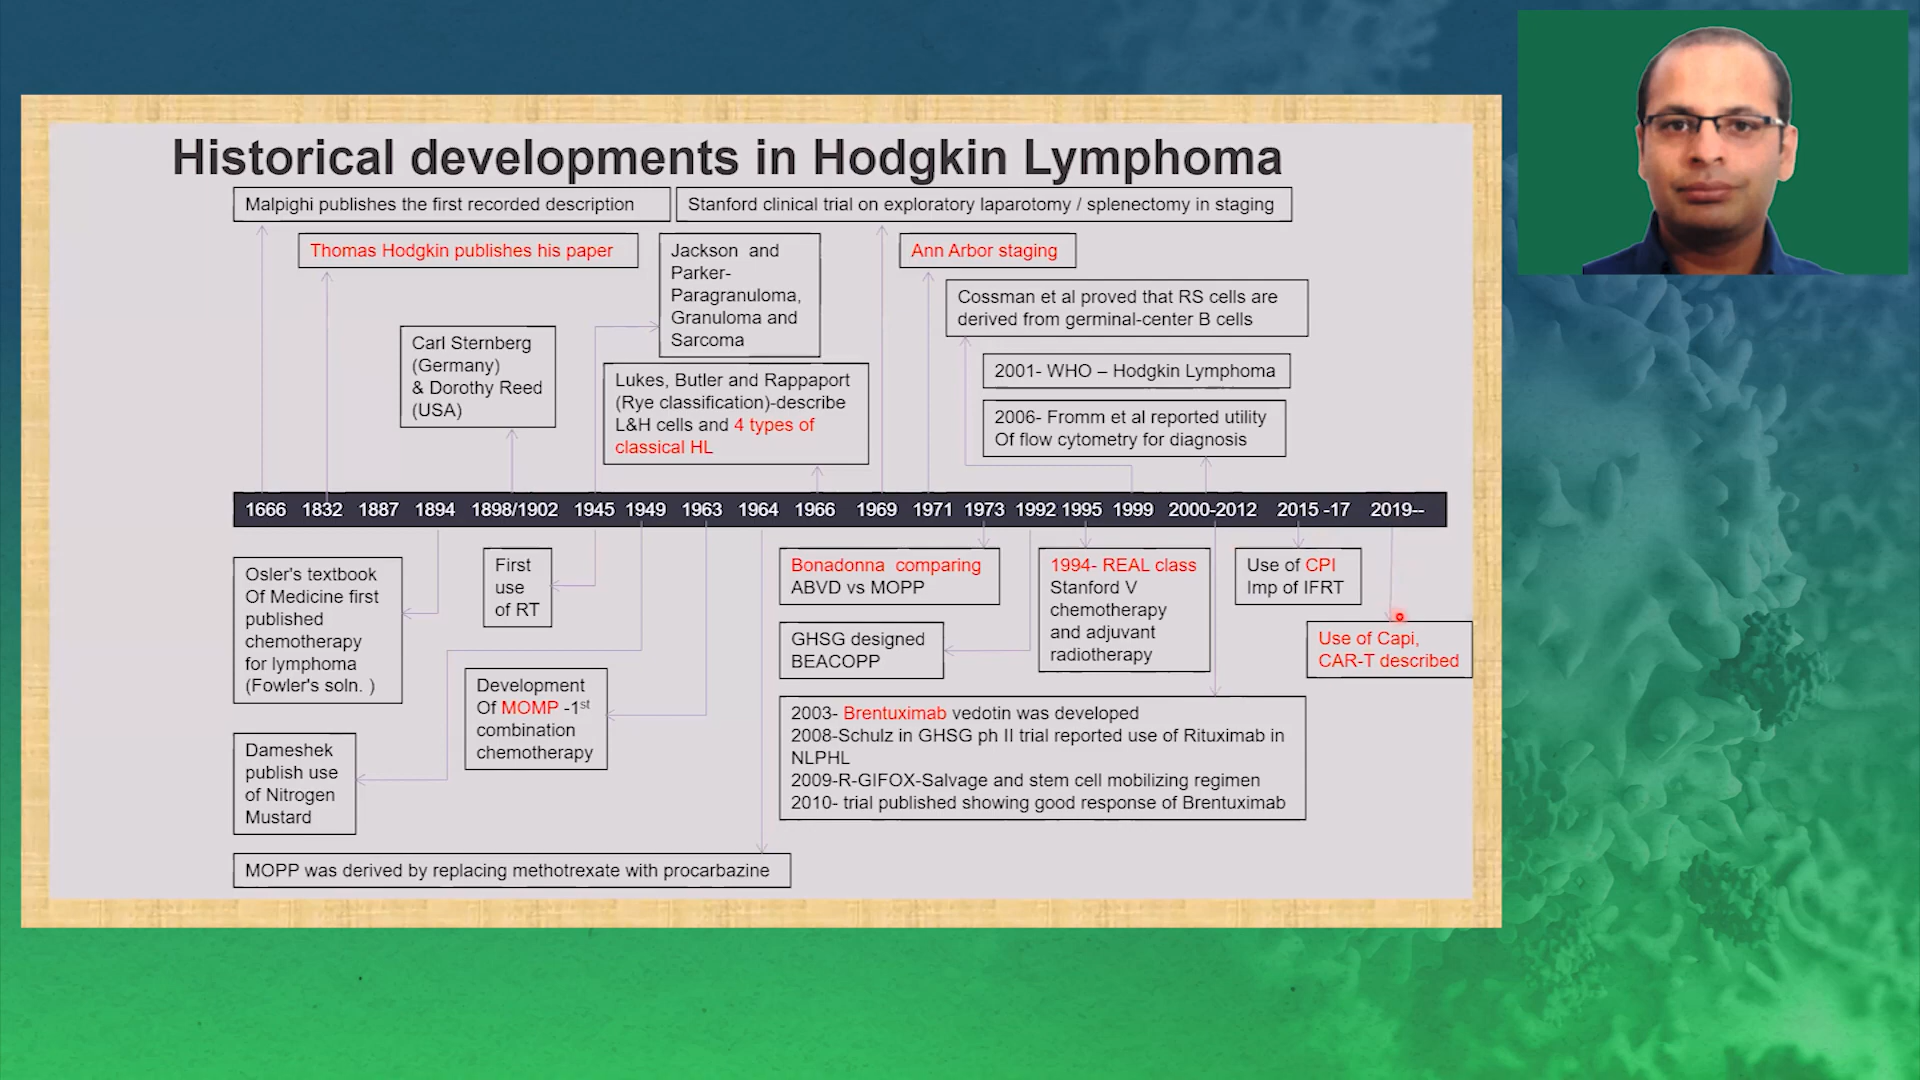 Historical developments in Hodgkin Lymphoma
Malpighi publishes the first recorded description
Stanford clinical trial on exploratory laparotomy / splenectomy in staging
Thomas Hodgkin publishes his paper
Jackson and
Parker-
Paragranuloma,
Granuloma and
Sarcoma
Ann Arbor staging
Cossman et al proved that RS cells are
derived from germinal-center B cells
Carl Sternberg
(Germany)
& Dorothy Reed
(USA)
Lukes, Butler and Rappaport
(Rye classification)-describe
L&H cells and 4 types of
classical HL
2001- WHO – Hodgkin Lymphoma
2006- Fromm et al reported utility
Of flow cytometry for diagnosis
1666 1832 1887 1894 1898/1902 1945 1949 1963 1964 1966 1969 1971 1973 1992 1995 1999 2000-2012 2015 -17 2019--
Osler's textbook
Of Medicine first
published
chemotherapy
for lymphoma
(Fowler's soln. )
First
use
of RT
Bonadonna comparing
ABVD vs MOPP
1994- REAL class
Stanford V
chemotherapy
and adjuvant
radiotherapy
Use of CPI
Imp of IFRT
GHSG designed
BEACOPP
Use of Capi,
CAR-T described
Development
Of MOMP -1st
combination
chemotherapy
2003- Brentuximab vedotin was developed
2008-Schulz in GHSG ph II trial reported use of Rituximab in
NLPHL
2009-R-GIFOX-Salvage and stem cell mobilizing regimen
2010- trial published showing good response of Brentuximab
Dameshek
publish use
of Nitrogen
Mustard
MOPP was derived by replacing methotrexate with procarbazine